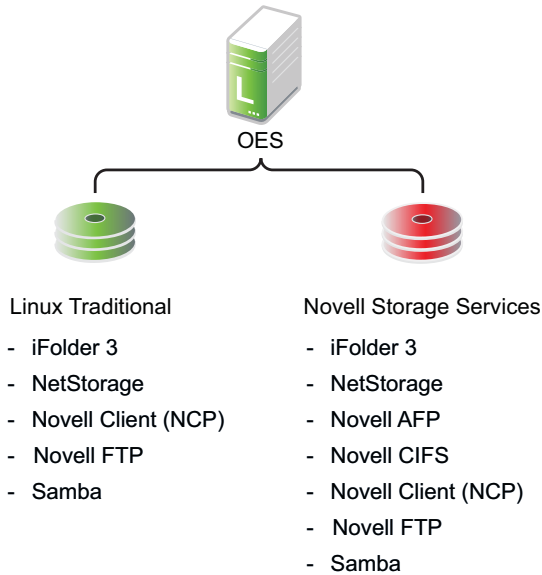 L
OES
Linux Traditional
- iFolder 3
- NetStorage
- Novell Client (NCP)
- Novell FTP
- Samba
Novell Storage Services
- iFolder 3
- NetStorage
- Novell AFP
- Novell CIFS
- Novell Client (NCP)
- Novell FTP
- Samba